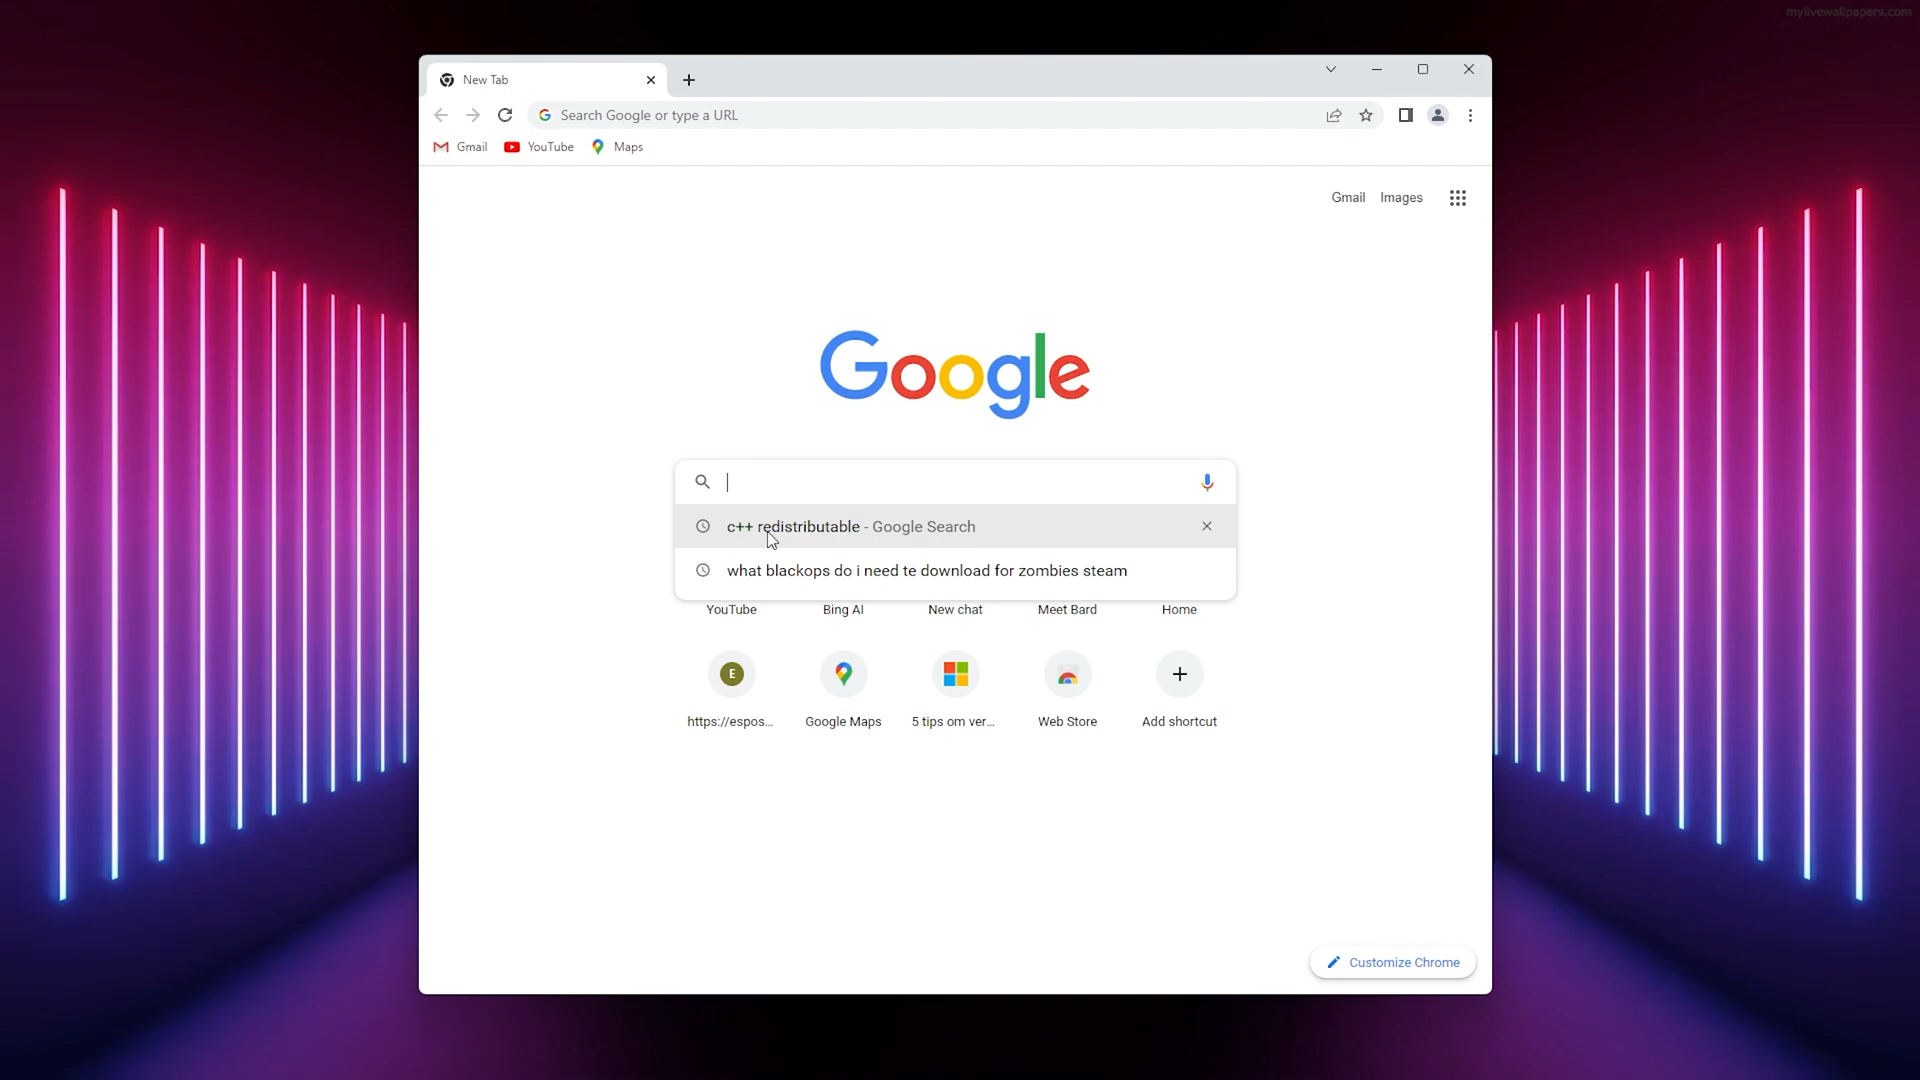 mylivewallpapers.com
New Tab
Search Google or type a URL
Gmail YouTube Maps
Gmail Images
Google
c++ redistributable - Google Search
what blackops do i need te download for zombies steam
YouTube Bing AI New chat Meet Bard Home
E
https://espos... Google Maps 5 tips om ver... Web Store Add shortcut
Customize Chrome